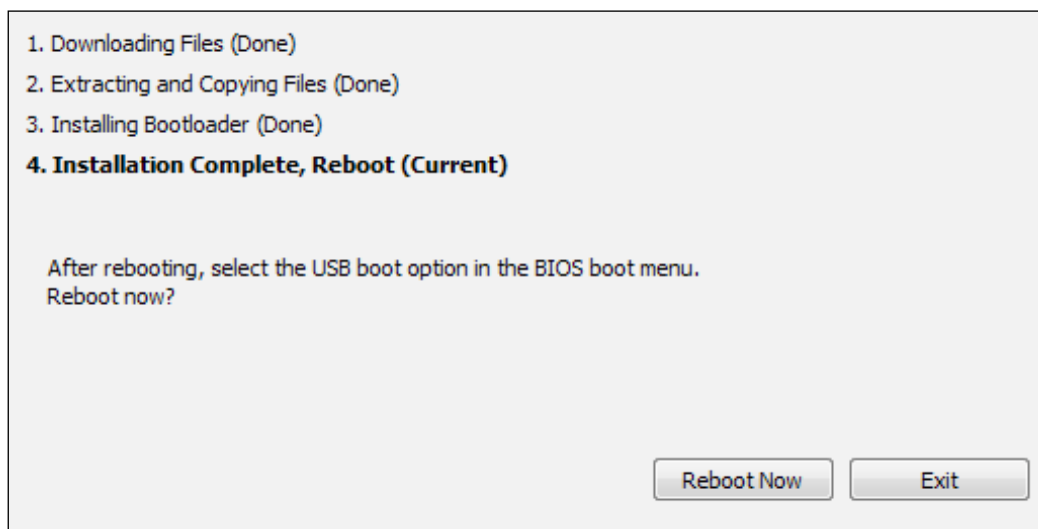 1. Downloading Files (Done)
2. Extracting and Copying Files (Done)
3. Installing Bootloader (Done)
4. Installation Complete, Reboot (Current)
After rebooting, select the USB boot option in the BIOS boot menu.
Reboot now?
Reboot Now
Exit